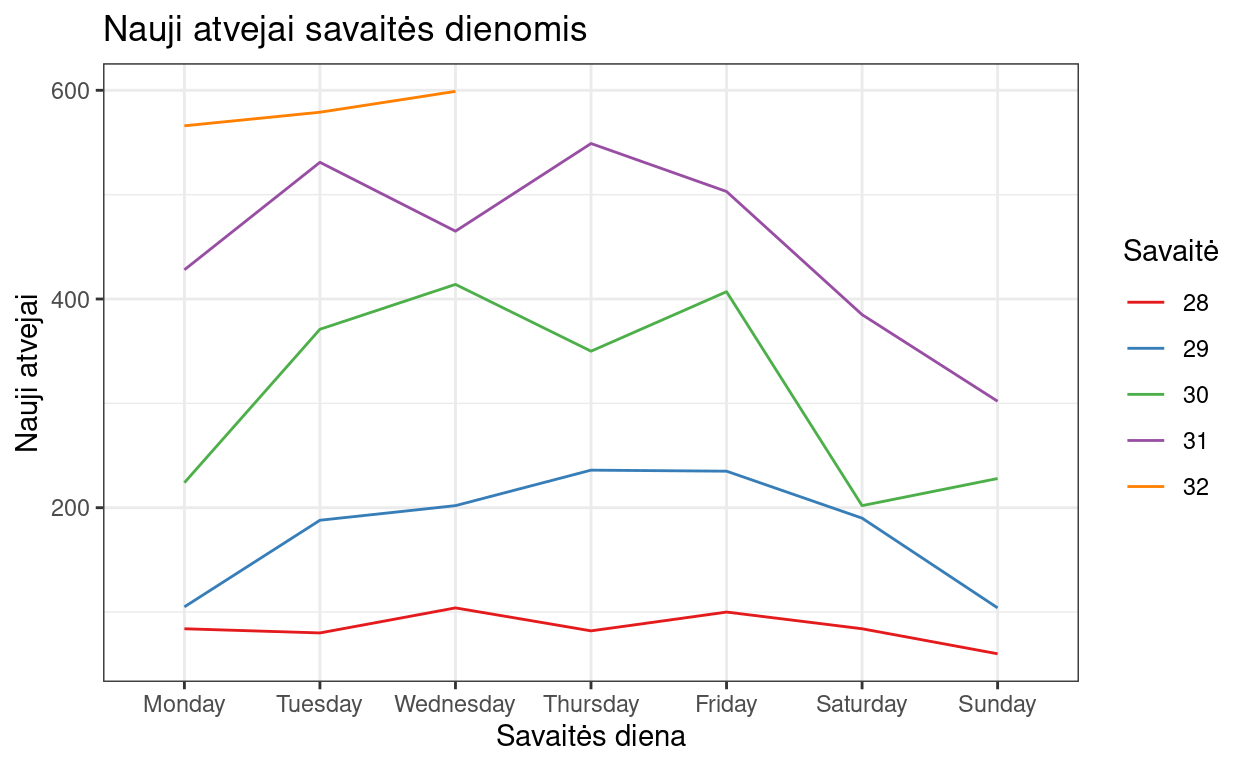 Nauji atvejai savaitės dienomis
600
400
200
Nauji atvejai
Monday Tuesday Wednesday Thursday Friday Saturday Sunday
Savaitės diena
Savaitė
28
29
30
31
32